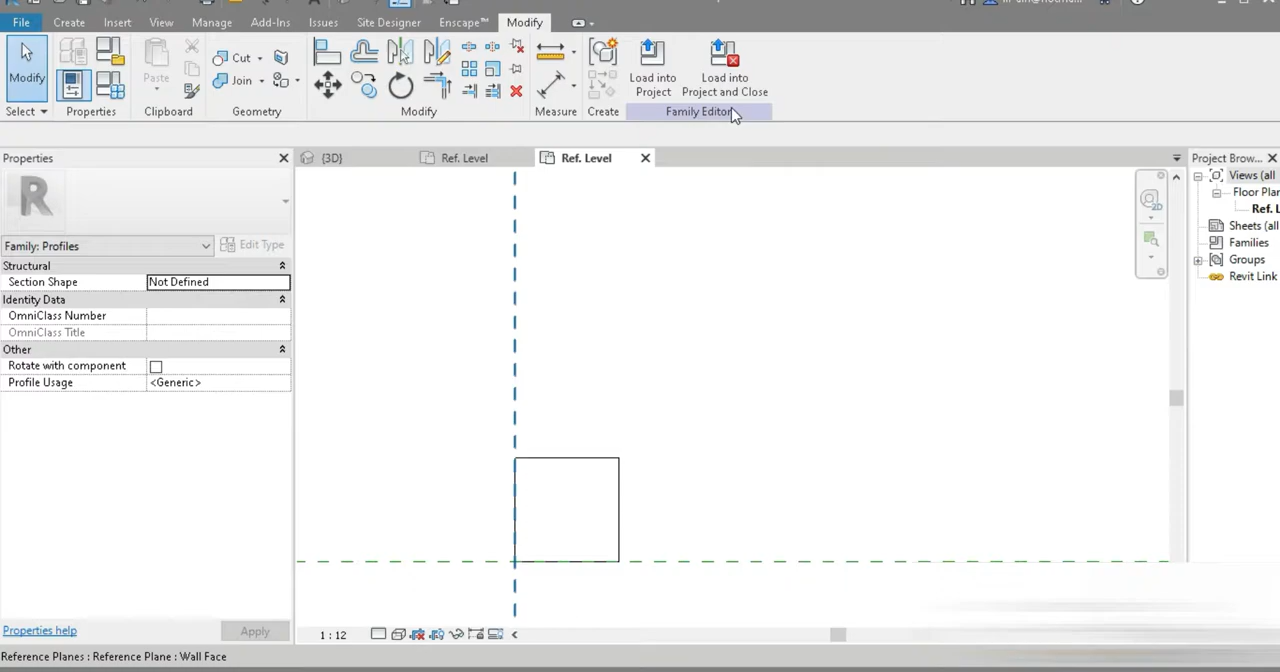 File Create Insert View Manage Add-Ins Issues Site Designer Enscape™ Modify
Modify Paste Cut Join Load into Project Load into Project and Close
Select Properties Clipboard Geometry Modify Measure Create Family Editor
Properties {3D} Ref. Level Ref. Level Project Brow...
Views (all
R
Floor Plan
Ref. L
Sheets (all
Family: Profiles Edit Type Families
Structural Groups
Section Shape Not Defined Revit Link
Identity Data
OmniClass Number
OmniClass Title
Other
Rotate with component
Profile Usage <Generic>
2D
Properties help Apply 1 : 12
Reference Planes : Reference Plane : Wall Face